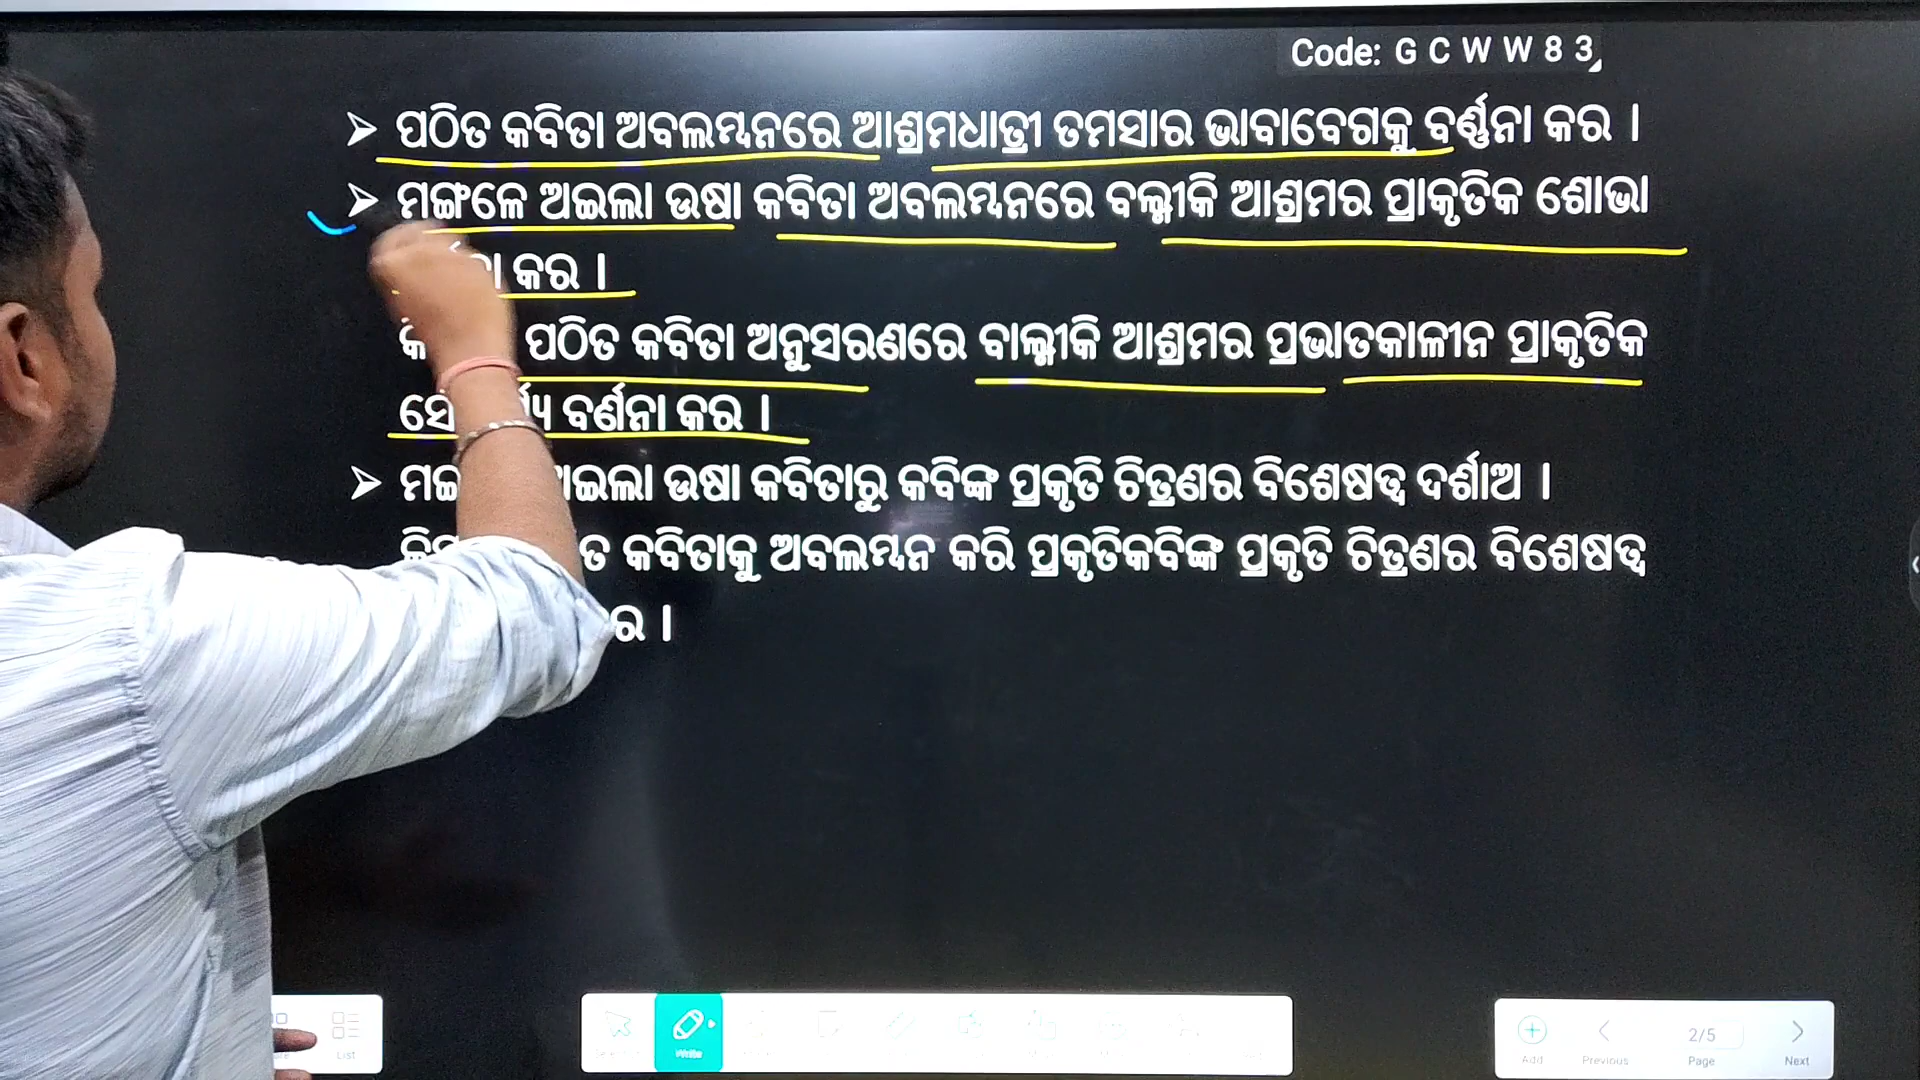 Code: G C W W 8 3
➤ ପଠିତ କବିତା ଅବଲମ୍ବନରେ ଆଶ୍ରମଧାତ୍ରୀ ତମସାର ଭାବାବେଗକୁ ବର୍ଣ୍ଣନା କର ।
➤ ମଙ୍ଗଳେ ଅଇଲା ଉଷା କବିତା ଅବଲମ୍ବନରେ ବଲ୍ମୀକି ଆଶ୍ରମର ପ୍ରାକୃତିକ ଶୋଭା
କର ।
ପଠିତ କବିତା ଅନୁସରଣରେ ବାଲ୍ମୀକି ଆଶ୍ରମର ପ୍ରଭାତକାଳୀନ ପ୍ରାକୃତିକ
ବର୍ଣନା କର ।
➤ ଉଷା କବିତାରୁ କବିଙ୍କ ପ୍ରକୃତି ଚିତ୍ରଣର ବିଶେଷତ୍ୱ ଦର୍ଶାଅ ।
କବିତାକୁ ଅବଲମ୍ବନ କରି ପ୍ରକୃତିକବିଙ୍କ ପ୍ରକୃତି ଚିତ୍ରଣର ବିଶେଷତ୍ୱ
List
Write
Add Previous 2/5 Page Next